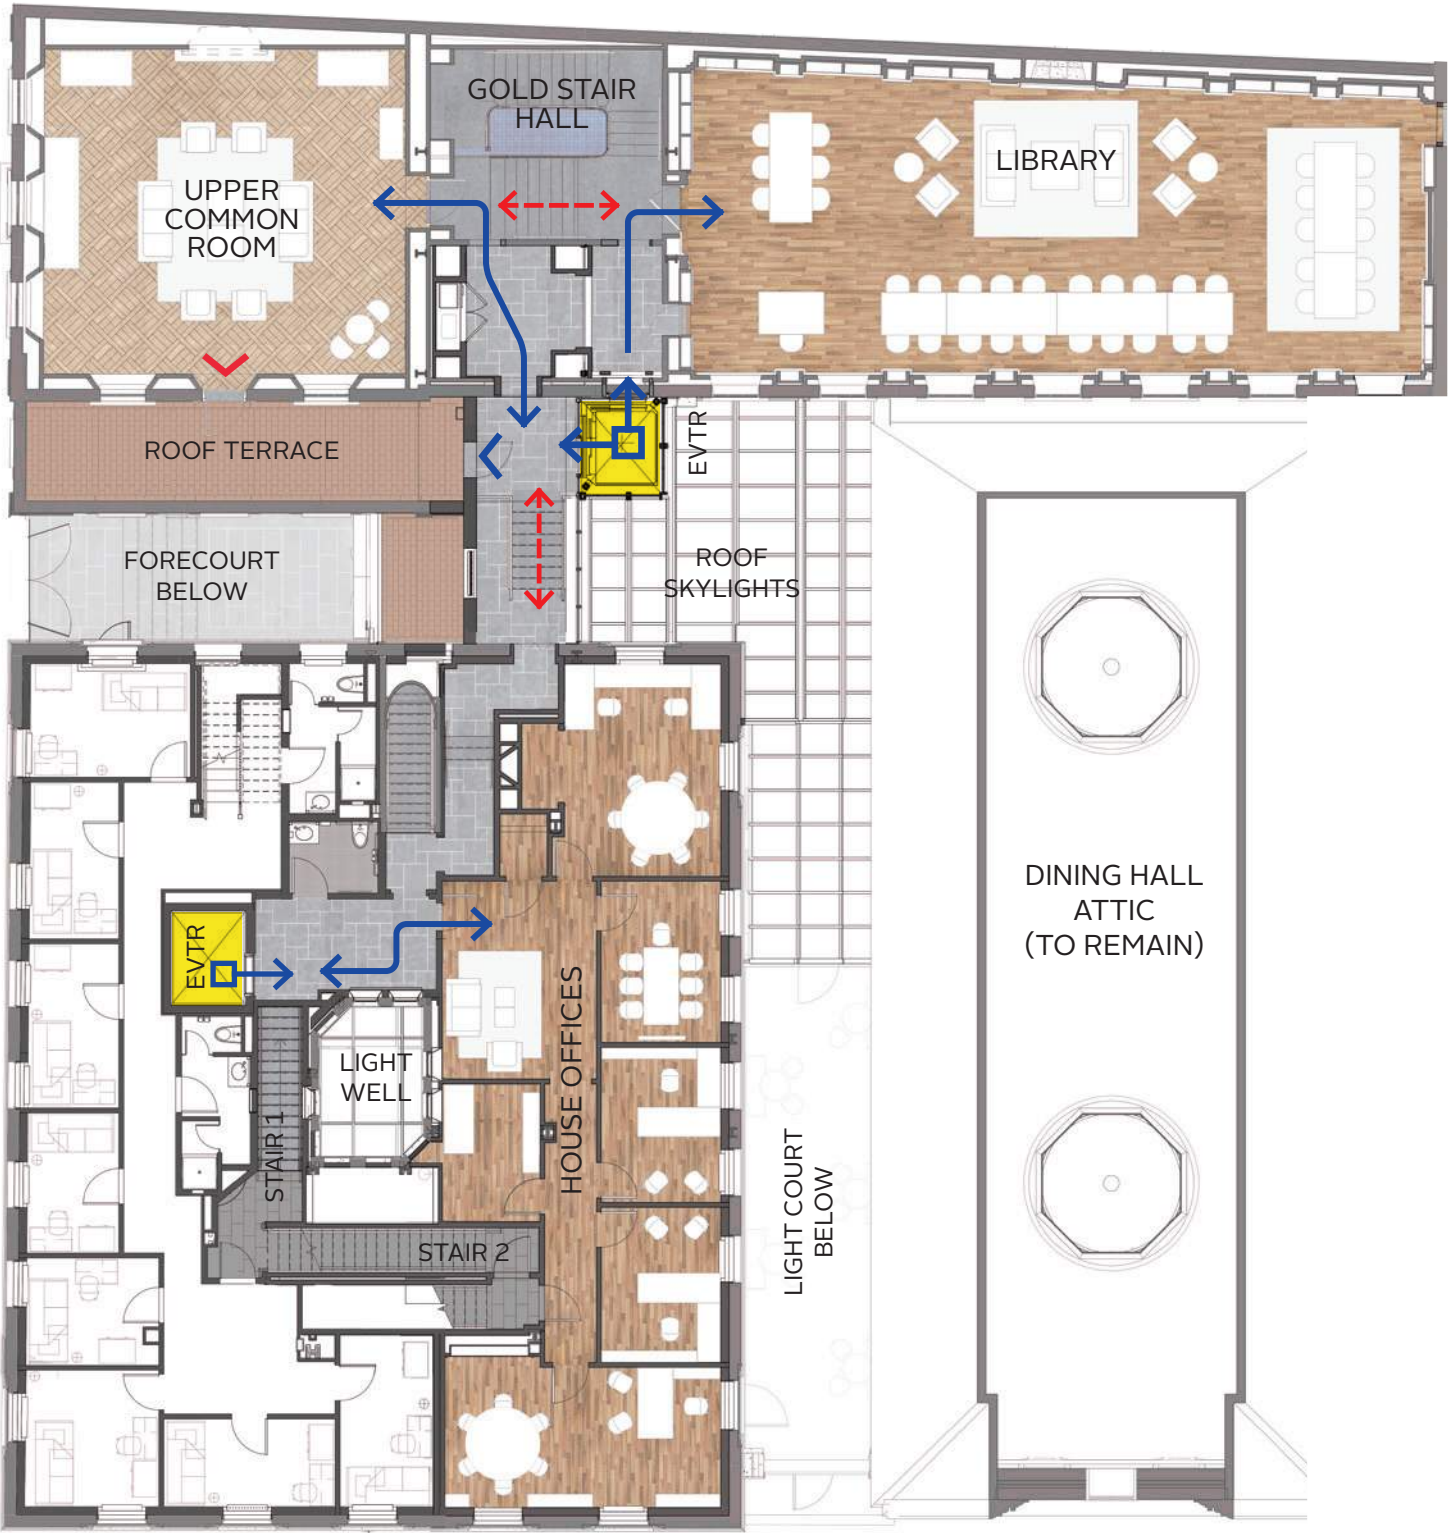 GOLD STAIR
HALL
LIBRARY
UPPER
COMMON
ROOM
ROOF TERRACE
EVTR
FORECOURT
BELOW
ROOF
SKYLIGHTS
DINING HALL
ATTIC
(TO REMAIN)
EVTR
HOUSE OFFICES
LIGHT
WELL
STAIR 1
STAIR 2
LIGHT COURT
BELOW